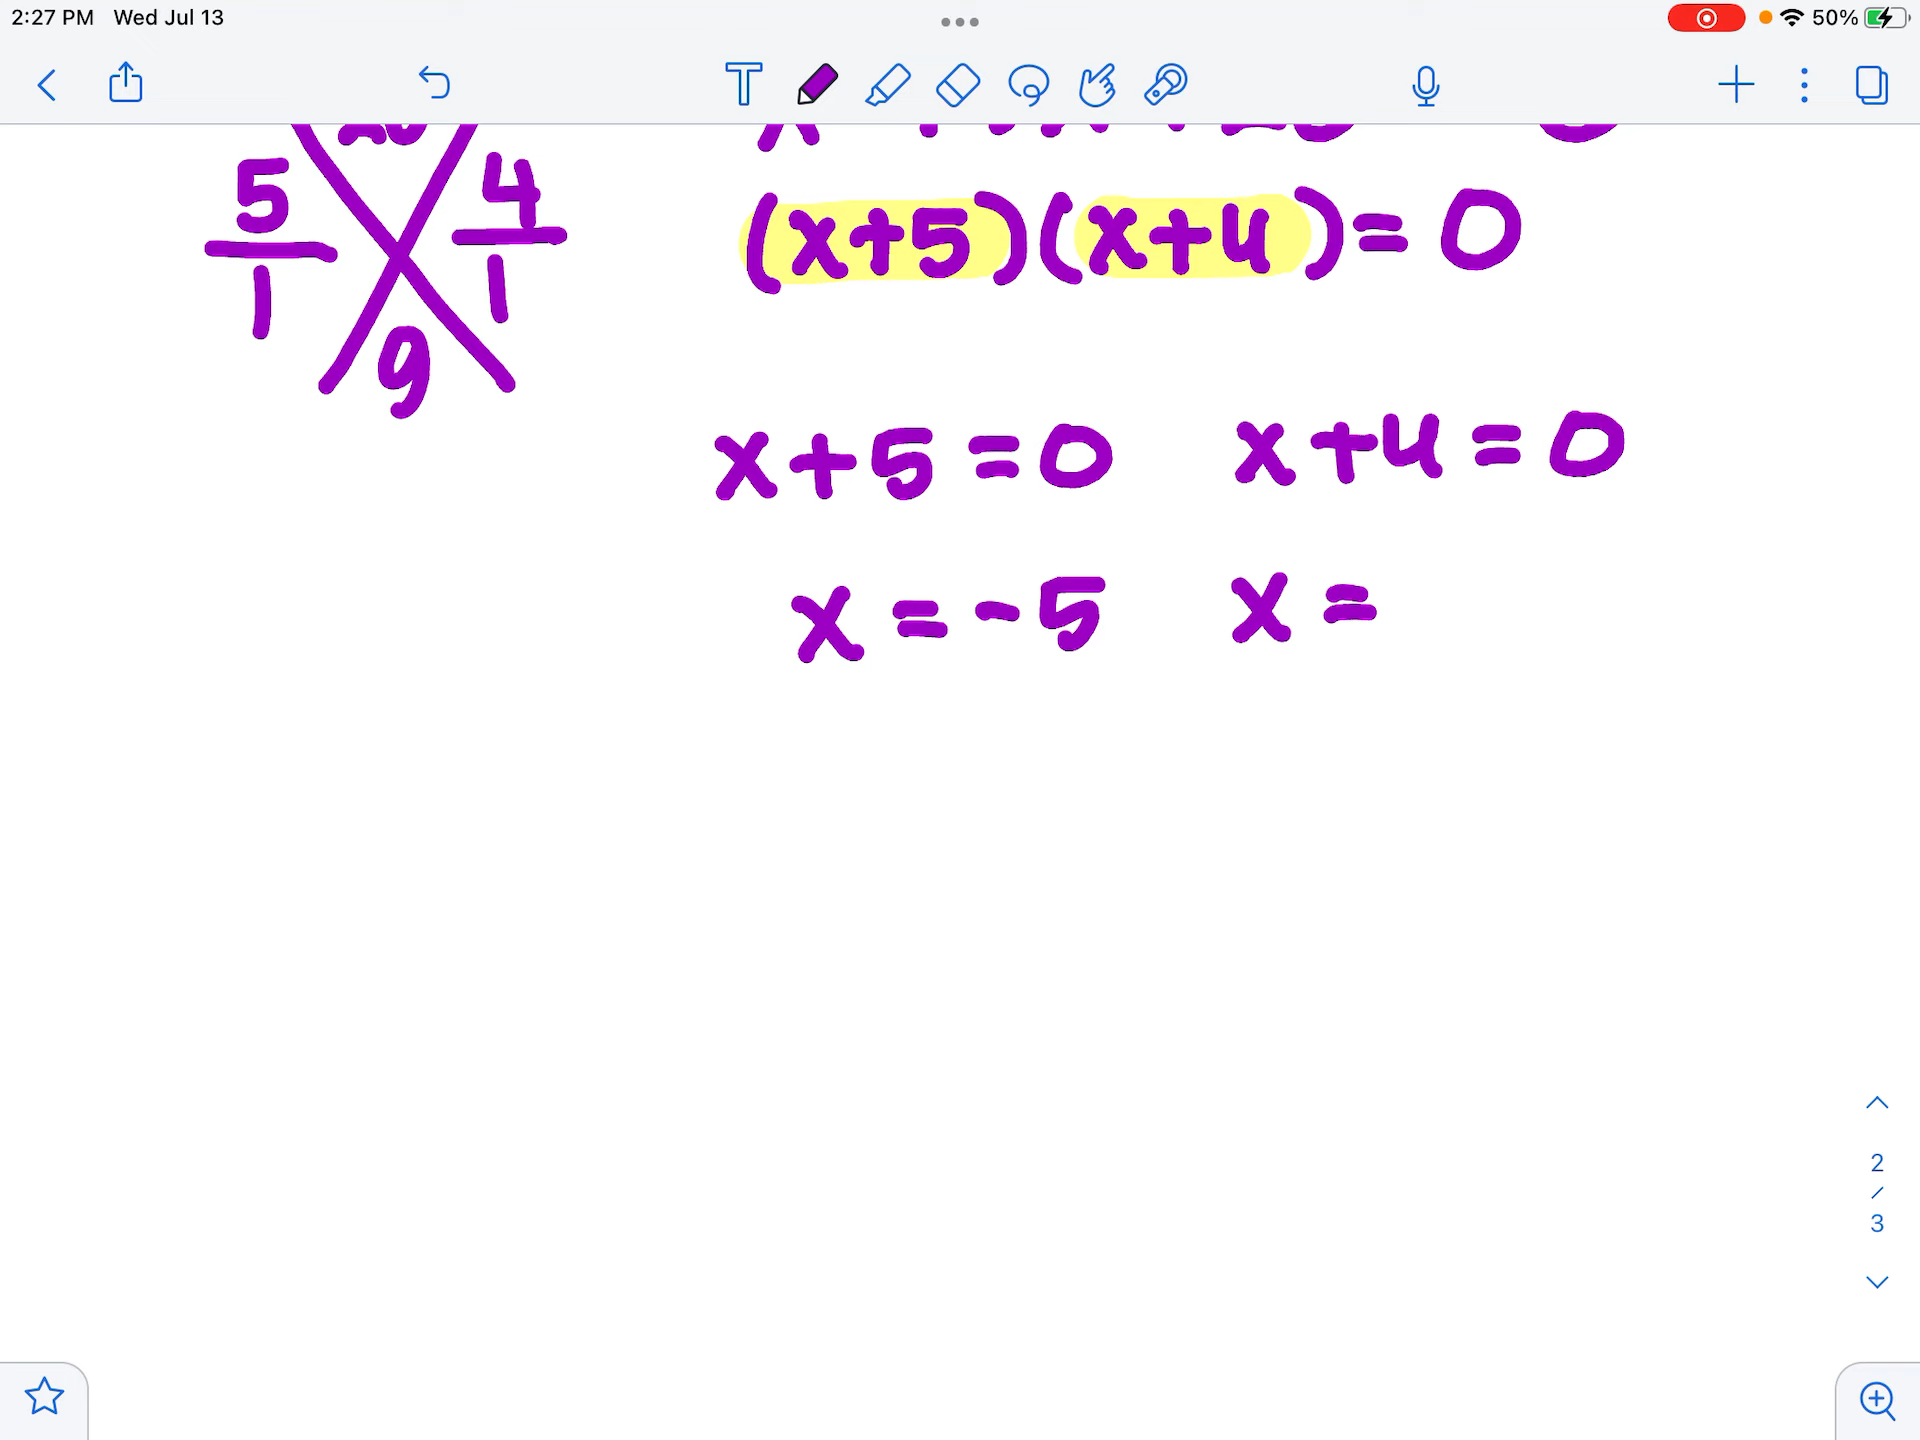 2:27 PM Wed Jul 13
50%
T
5 4
1 1
9
(x+5)(x+4)=0
x+5=0 x+4=0
x=-5 x=
2
/
3